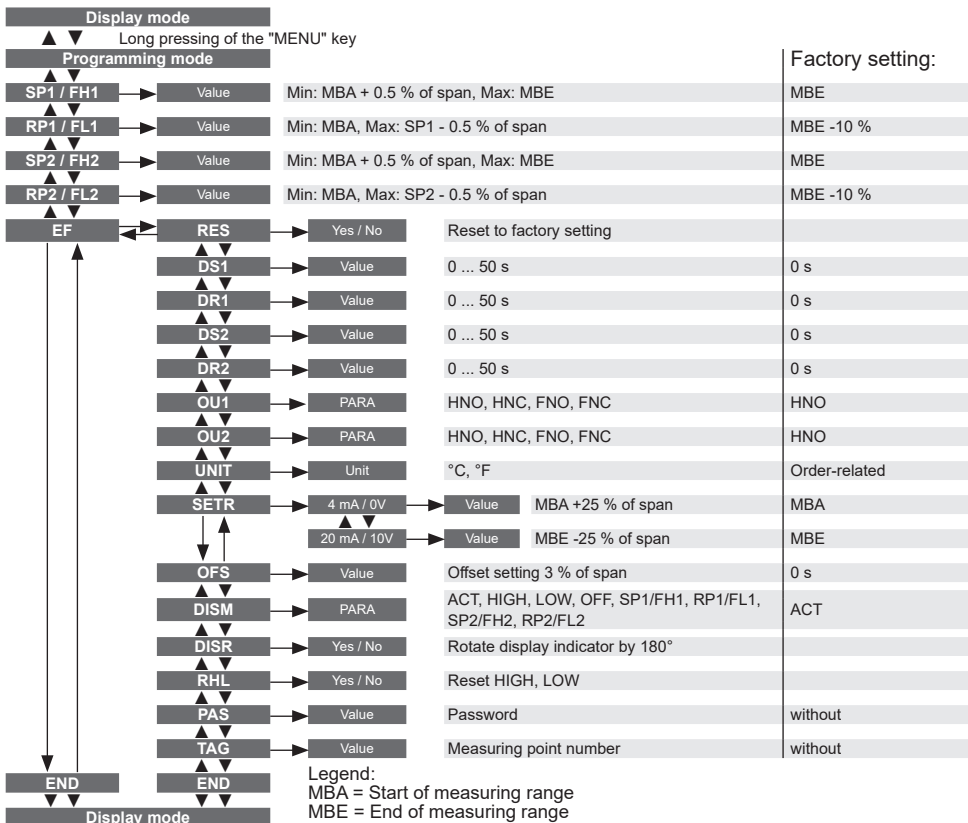 Display mode
Long pressing of the "MENU" key
Programming mode
Factory setting:
SP1 / FH1 Value Min: MBA + 0.5 % of span, Max: MBE MBE
RP1 / FL1 Value Min: MBA, Max: SP1 - 0.5 % of span MBE -10 %
SP2 / FH2 Value Min: MBA + 0.5 % of span, Max: MBE MBE
RP2 / FL2 Value Min: MBA, Max: SP2 - 0.5 % of span MBE -10 %
EF RES Yes / No Reset to factory setting
DS1 Value 0 ... 50 s 0 s
DR1 Value 0 ... 50 s 0 s
DS2 Value 0 ... 50 s 0 s
DR2 Value 0 ... 50 s 0 s
OU1 PARA HNO, HNC, FNO, FNC HNO
OU2 PARA HNO, HNC, FNO, FNC HNO
UNIT Unit °C, °F Order-related
SETR 4 mA / 0V Value MBA +25 % of span MBA
20 mA / 10V Value MBE -25 % of span MBE
OFS Value Offset setting 3 % of span 0 s
DISM PARA ACT, HIGH, LOW, OFF, SP1/FH1, RP1/FL1, ACT
SP2/FH2, RP2/FL2
DISR Yes / No Rotate display indicator by 180°
RHL Yes / No Reset HIGH, LOW
PAS Value Password without
TAG Value Measuring point number without
END END
Display mode
Legend:
MBA = Start of measuring range
MBE = End of measuring range